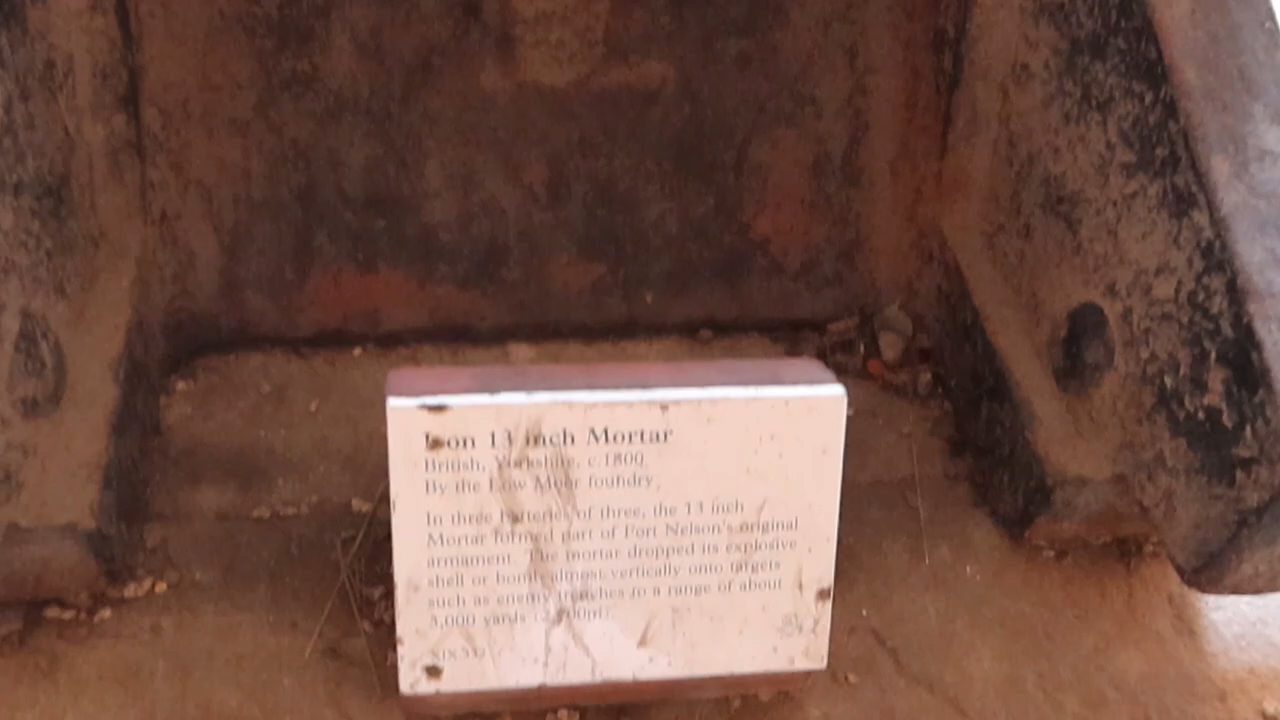 Iron 13 inch Mortar
British, Yorkshire, c.1800
By the Low Moor foundry
In three batteries of three, the 13 inch
Mortar formed part of Fort Nelson's original
armament. The mortar dropped its explosive
shell or bomb almost vertically onto targets
such as enemy trenches to a range of about
3,000 yards